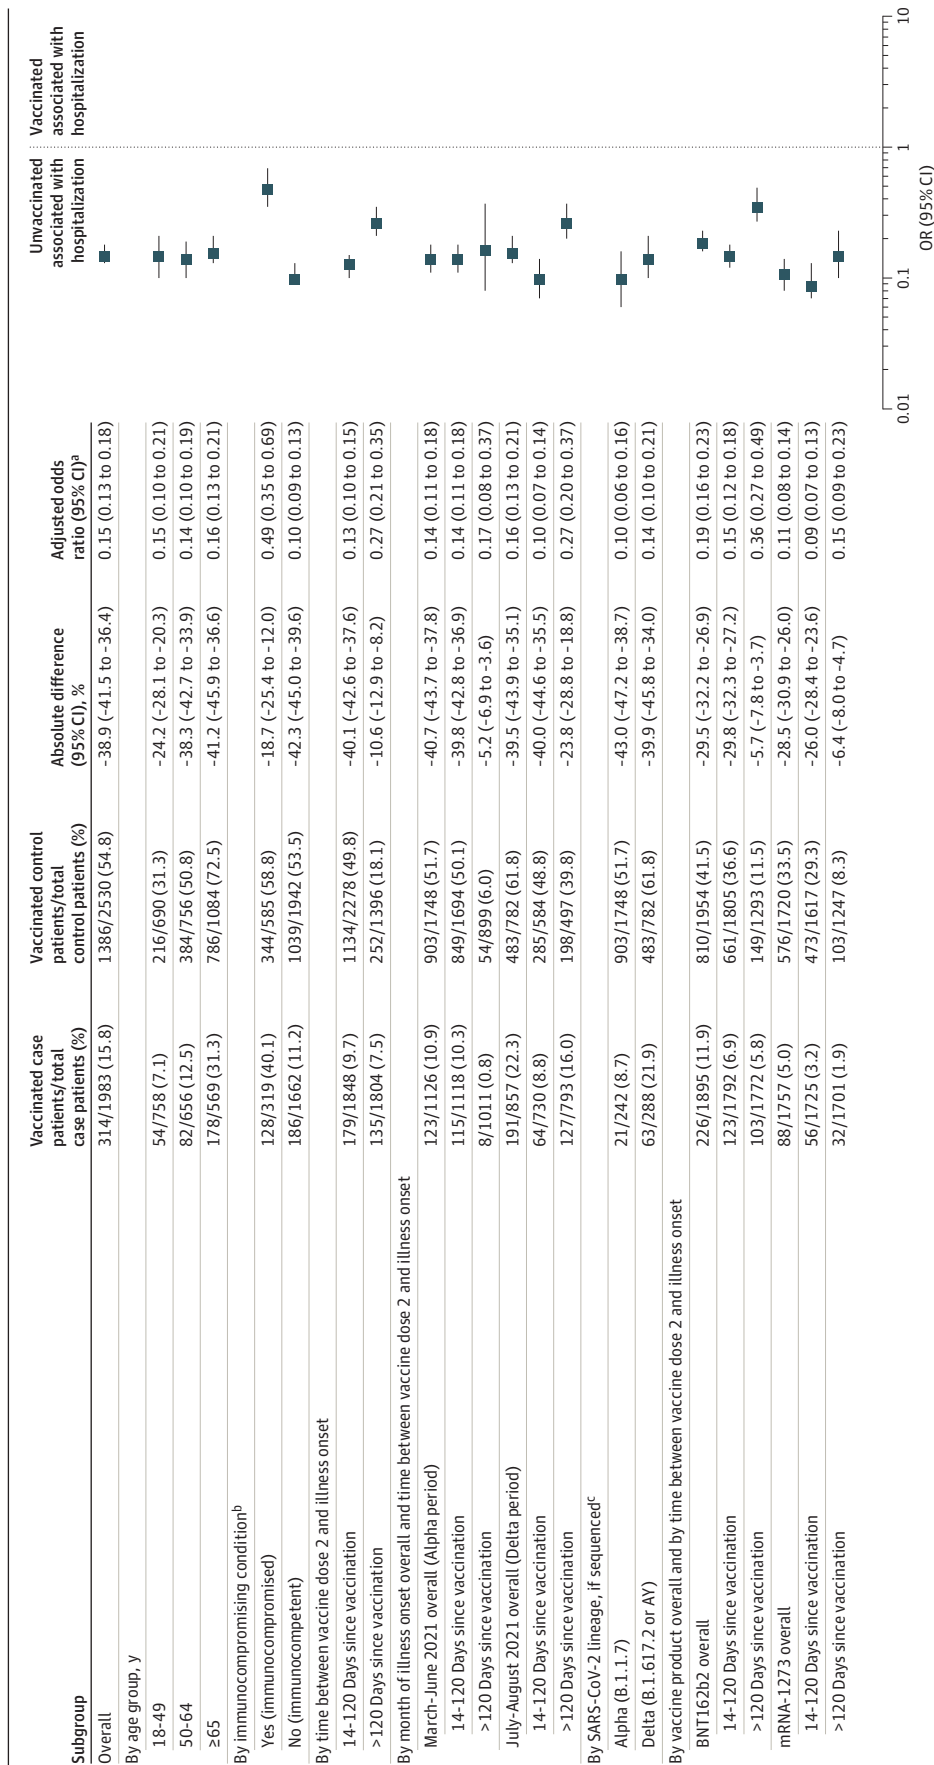 Subgroup	Vaccinated case patients/total case patients (%)	Vaccinated control patients/total control patients (%)	Absolute difference (95% CI), %	Adjusted odds ratio (95% CI)a	Unvaccinated associated with hospitalization	Vaccinated associated with hospitalization
Overall	314/1983 (15.8)	1386/2530 (54.8)	-38.9 (-41.5 to -36.4)	0.15 (0.13 to 0.18)
By age group, y
18-49	54/758 (7.1)	216/690 (31.3)	-24.2 (-28.1 to -20.3)	0.15 (0.10 to 0.21)
50-64	82/656 (12.5)	384/756 (50.8)	-38.3 (-42.7 to -33.9)	0.14 (0.10 to 0.19)
≥65	178/569 (31.3)	786/1084 (72.5)	-41.2 (-45.9 to -36.6)	0.16 (0.13 to 0.21)
By immunocompromising conditionb
Yes (immunocompromised)	128/319 (40.1)	344/585 (58.8)	-18.7 (-25.4 to -12.0)	0.49 (0.35 to 0.69)
No (immunocompetent)	186/1662 (11.2)	1039/1942 (53.5)	-42.3 (-45.0 to -39.6)	0.10 (0.09 to 0.13)
By time between vaccine dose 2 and illness onset
14-120 Days since vaccination	179/1848 (9.7)	1134/2278 (49.8)	-40.1 (-42.6 to -37.6)	0.13 (0.10 to 0.15)
>120 Days since vaccination	135/1804 (7.5)	252/1396 (18.1)	-10.6 (-12.9 to -8.2)	0.27 (0.21 to 0.35)
By month of illness onset overall and time between vaccine dose 2 and illness onset
March-June 2021 overall (Alpha period)	123/1126 (10.9)	903/1748 (51.7)	-40.7 (-43.7 to -37.8)	0.14 (0.11 to 0.18)
14-120 Days since vaccination	115/1118 (10.3)	849/1694 (50.1)	-39.8 (-42.8 to -36.9)	0.14 (0.11 to 0.18)
>120 Days since vaccination	8/1011 (0.8)	54/899 (6.0)	-5.2 (-6.9 to -3.6)	0.17 (0.08 to 0.37)
July-August 2021 overall (Delta period)	191/857 (22.3)	483/782 (61.8)	-39.5 (-43.9 to -35.1)	0.16 (0.13 to 0.21)
14-120 Days since vaccination	64/730 (8.8)	285/584 (48.8)	-40.0 (-44.6 to -35.5)	0.10 (0.07 to 0.14)
>120 Days since vaccination	127/793 (16.0)	198/497 (39.8)	-23.8 (-28.8 to -18.8)	0.27 (0.20 to 0.37)
By SARS-CoV-2 lineage, if sequencedc
Alpha (B.1.1.7)	21/242 (8.7)	903/1748 (51.7)	-43.0 (-47.2 to -38.7)	0.10 (0.06 to 0.16)
Delta (B.1.617.2 or AY)	63/288 (21.9)	483/782 (61.8)	-39.9 (-45.8 to -34.0)	0.14 (0.10 to 0.21)
By vaccine product overall and by time between vaccine dose 2 and illness onset
BNT162b2 overall	226/1895 (11.9)	810/1954 (41.5)	-29.5 (-32.2 to -26.9)	0.19 (0.16 to 0.23)
14-120 Days since vaccination	123/1792 (6.9)	661/1805 (36.6)	-29.8 (-32.3 to -27.2)	0.15 (0.12 to 0.18)
>120 Days since vaccination	103/1772 (5.8)	149/1293 (11.5)	-5.7 (-7.8 to -3.7)	0.36 (0.27 to 0.49)
mRNA-1273 overall	88/1757 (5.0)	576/1720 (33.5)	-28.5 (-30.9 to -26.0)	0.11 (0.08 to 0.14)
14-120 Days since vaccination	56/1725 (3.2)	473/1617 (29.3)	-26.0 (-28.4 to -23.6)	0.09 (0.07 to 0.13)
>120 Days since vaccination	32/1701 (1.9)	103/1247 (8.3)	-6.4 (-8.0 to -4.7)	0.15 (0.09 to 0.23)
0.01	0.1	1	10
OR (95% CI)